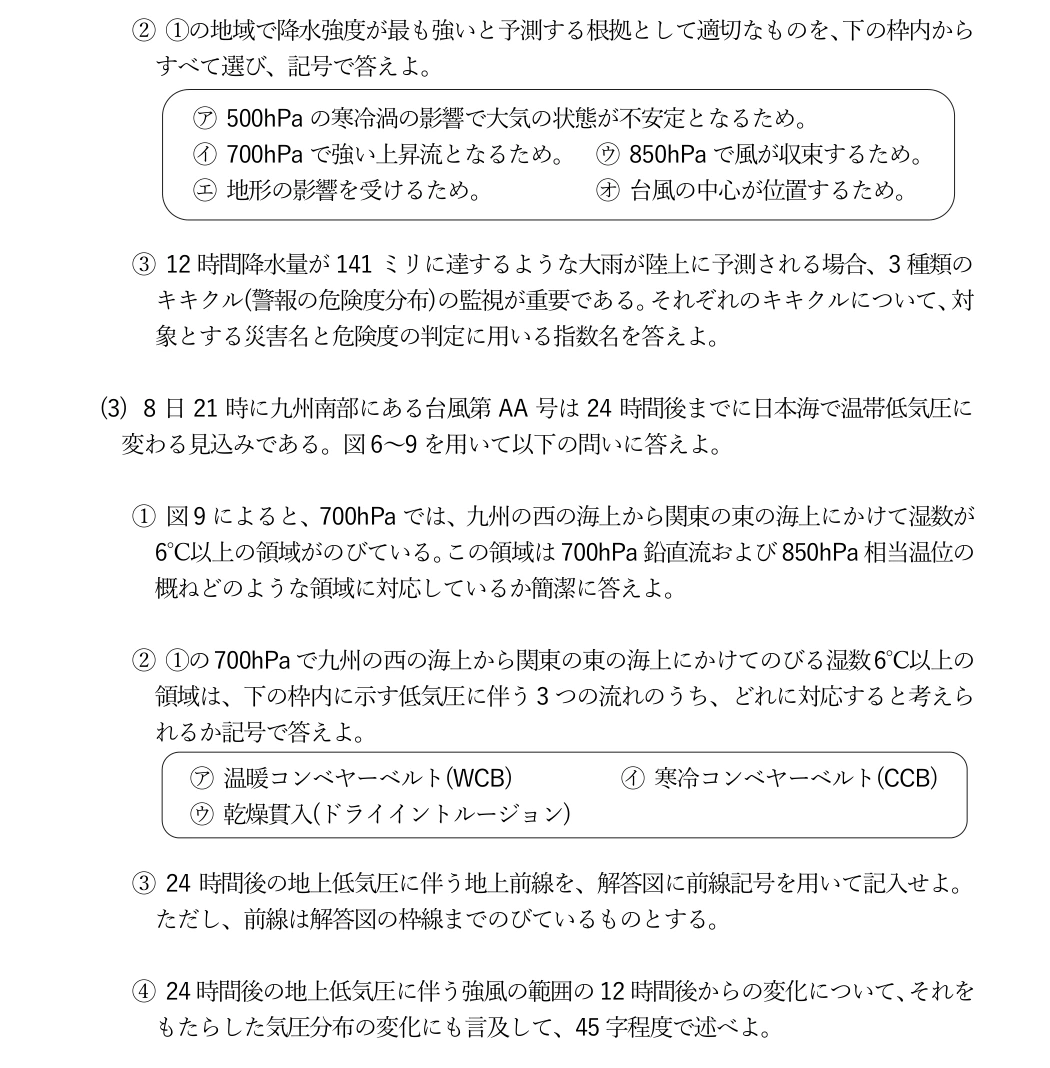 ② ①の地域で降水強度が最も強いと予測する根拠として適切なものを、下の枠内から
すべて選び、記号で答えよ。
㋐ 500hPa の寒冷渦の影響で大気の状態が不安定となるため。
㋑ 700hPa で強い上昇流となるため。 ㋒ 850hPa で風が収束するため。
㋓ 地形の影響を受けるため。 ㋔ 台風の中心が位置するため。
③ 12 時間降水量が 141 ミリに達するような大雨が陸上に予測される場合、3 種類の
キキクル(警報の危険度分布)の監視が重要である。それぞれのキキクルについて、対
象とする災害名と危険度の判定に用いる指数名を答えよ。
(3) 8 日 21 時に九州南部にある台風第 AA 号は 24 時間後までに日本海で温帯低気圧に
変わる見込みである。図 6〜9 を用いて以下の問いに答えよ。
① 図 9 によると、700hPa では、九州の西の海上から関東の東の海上にかけて湿数が
6℃以上の領域がのびている。この領域は 700hPa 鉛直流および 850hPa 相当温位の
概ねどのような領域に対応しているか簡潔に答えよ。
② ①の 700hPa で九州の西の海上から関東の東の海上にかけてのびる湿数 6℃以上の
領域は、下の枠内に示す低気圧に伴う 3 つの流れのうち、どれに対応すると考えら
れるか記号で答えよ。
㋐ 温暖コンベヤーベルト(WCB) ㋑ 寒冷コンベヤーベルト(CCB)
㋒ 乾燥貫入(ドライイントルージョン)
③ 24 時間後の地上低気圧に伴う地上前線を、解答図に前線記号を用いて記入せよ。
ただし、前線は解答図の枠線までのびているものとする。
④ 24 時間後の地上低気圧に伴う強風の範囲の 12 時間後からの変化について、それを
もたらした気圧分布の変化にも言及して、45 字程度で述べよ。